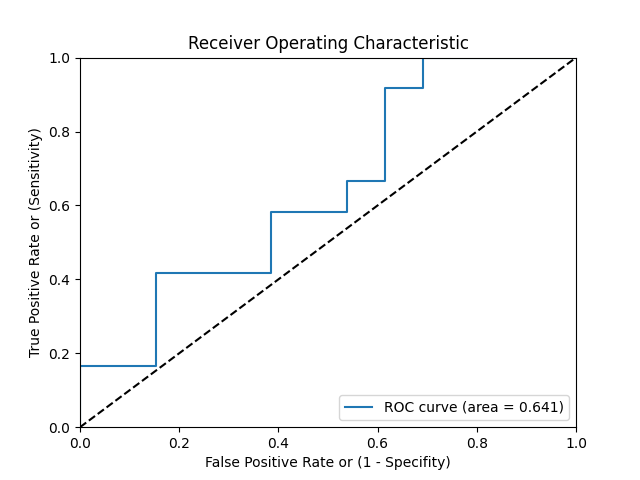 Receiver Operating Characteristic
1.0
0.8
0.6
0.4
0.2
0.0
True Positive Rate or (Sensitivity)
ROC curve (area = 0.641)
0.0 0.2 0.4 0.6 0.8 1.0
False Positive Rate or (1 - Specifity)